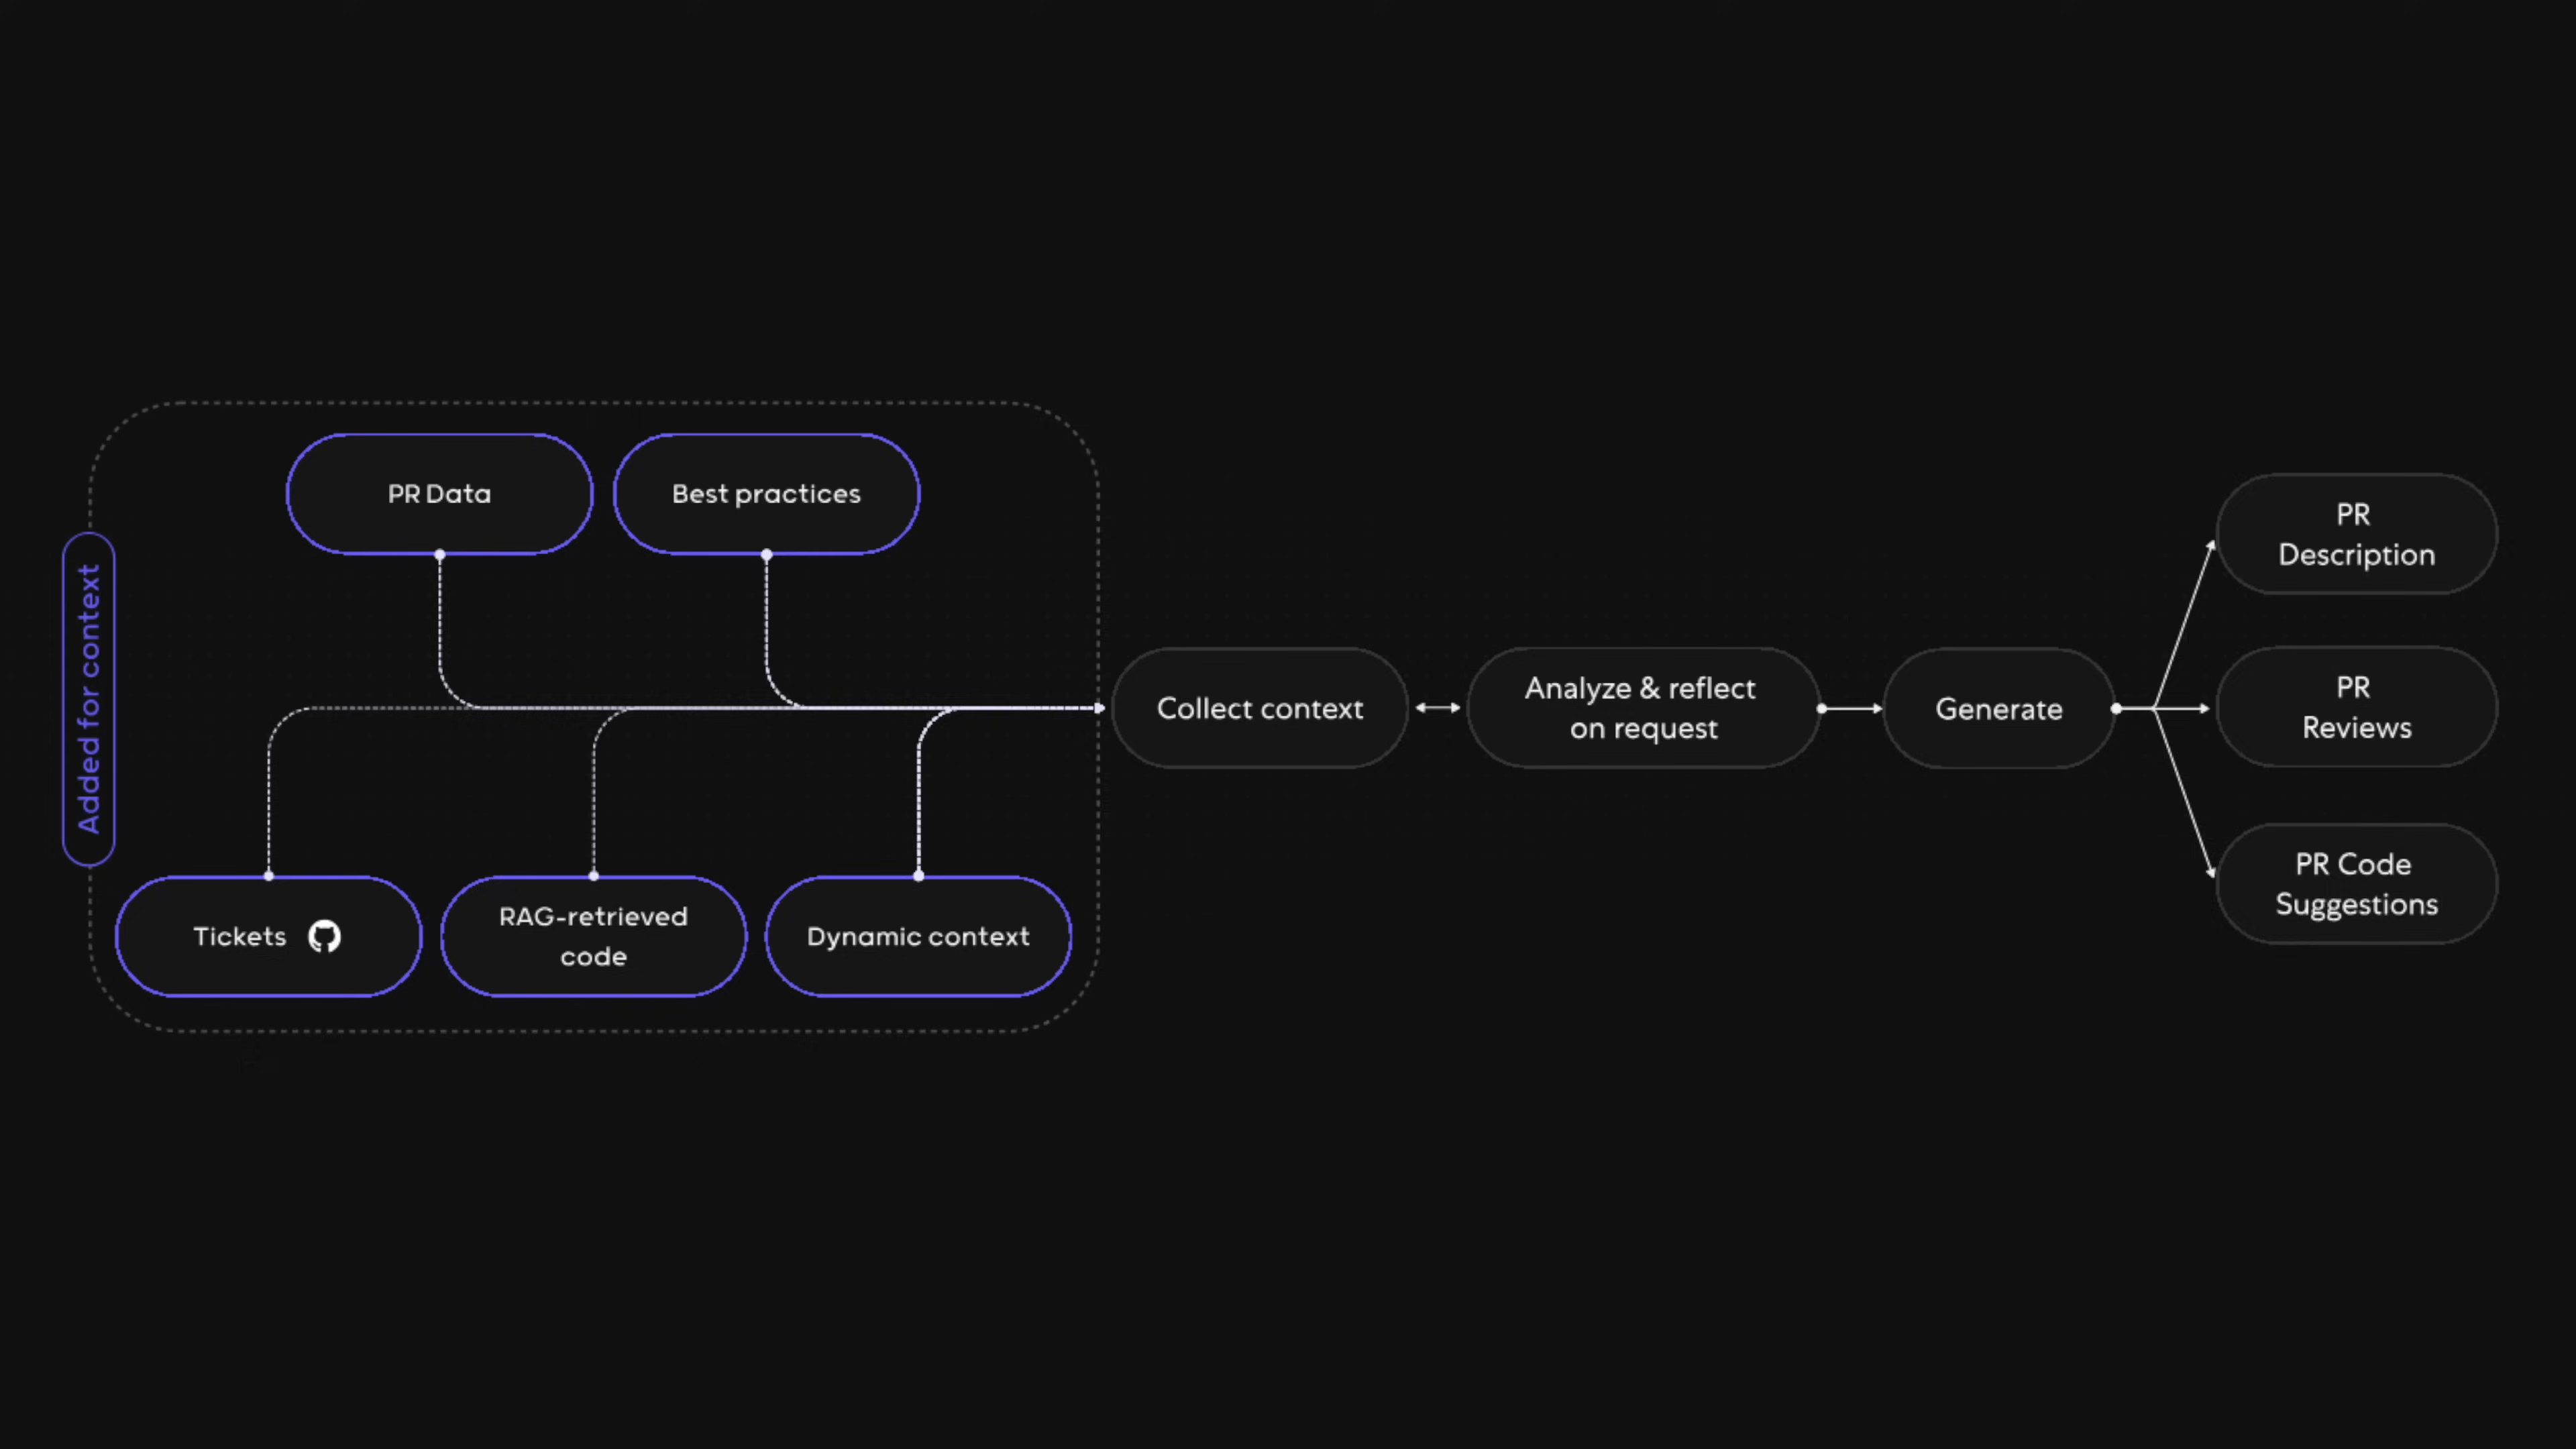 Added for context
PR Data
Best practices
Tickets
RAG-retrieved
code
Dynamic context
Collect context
Analyze & reflect
on request
Generate
PR
Description
PR
Reviews
PR Code
Suggestions